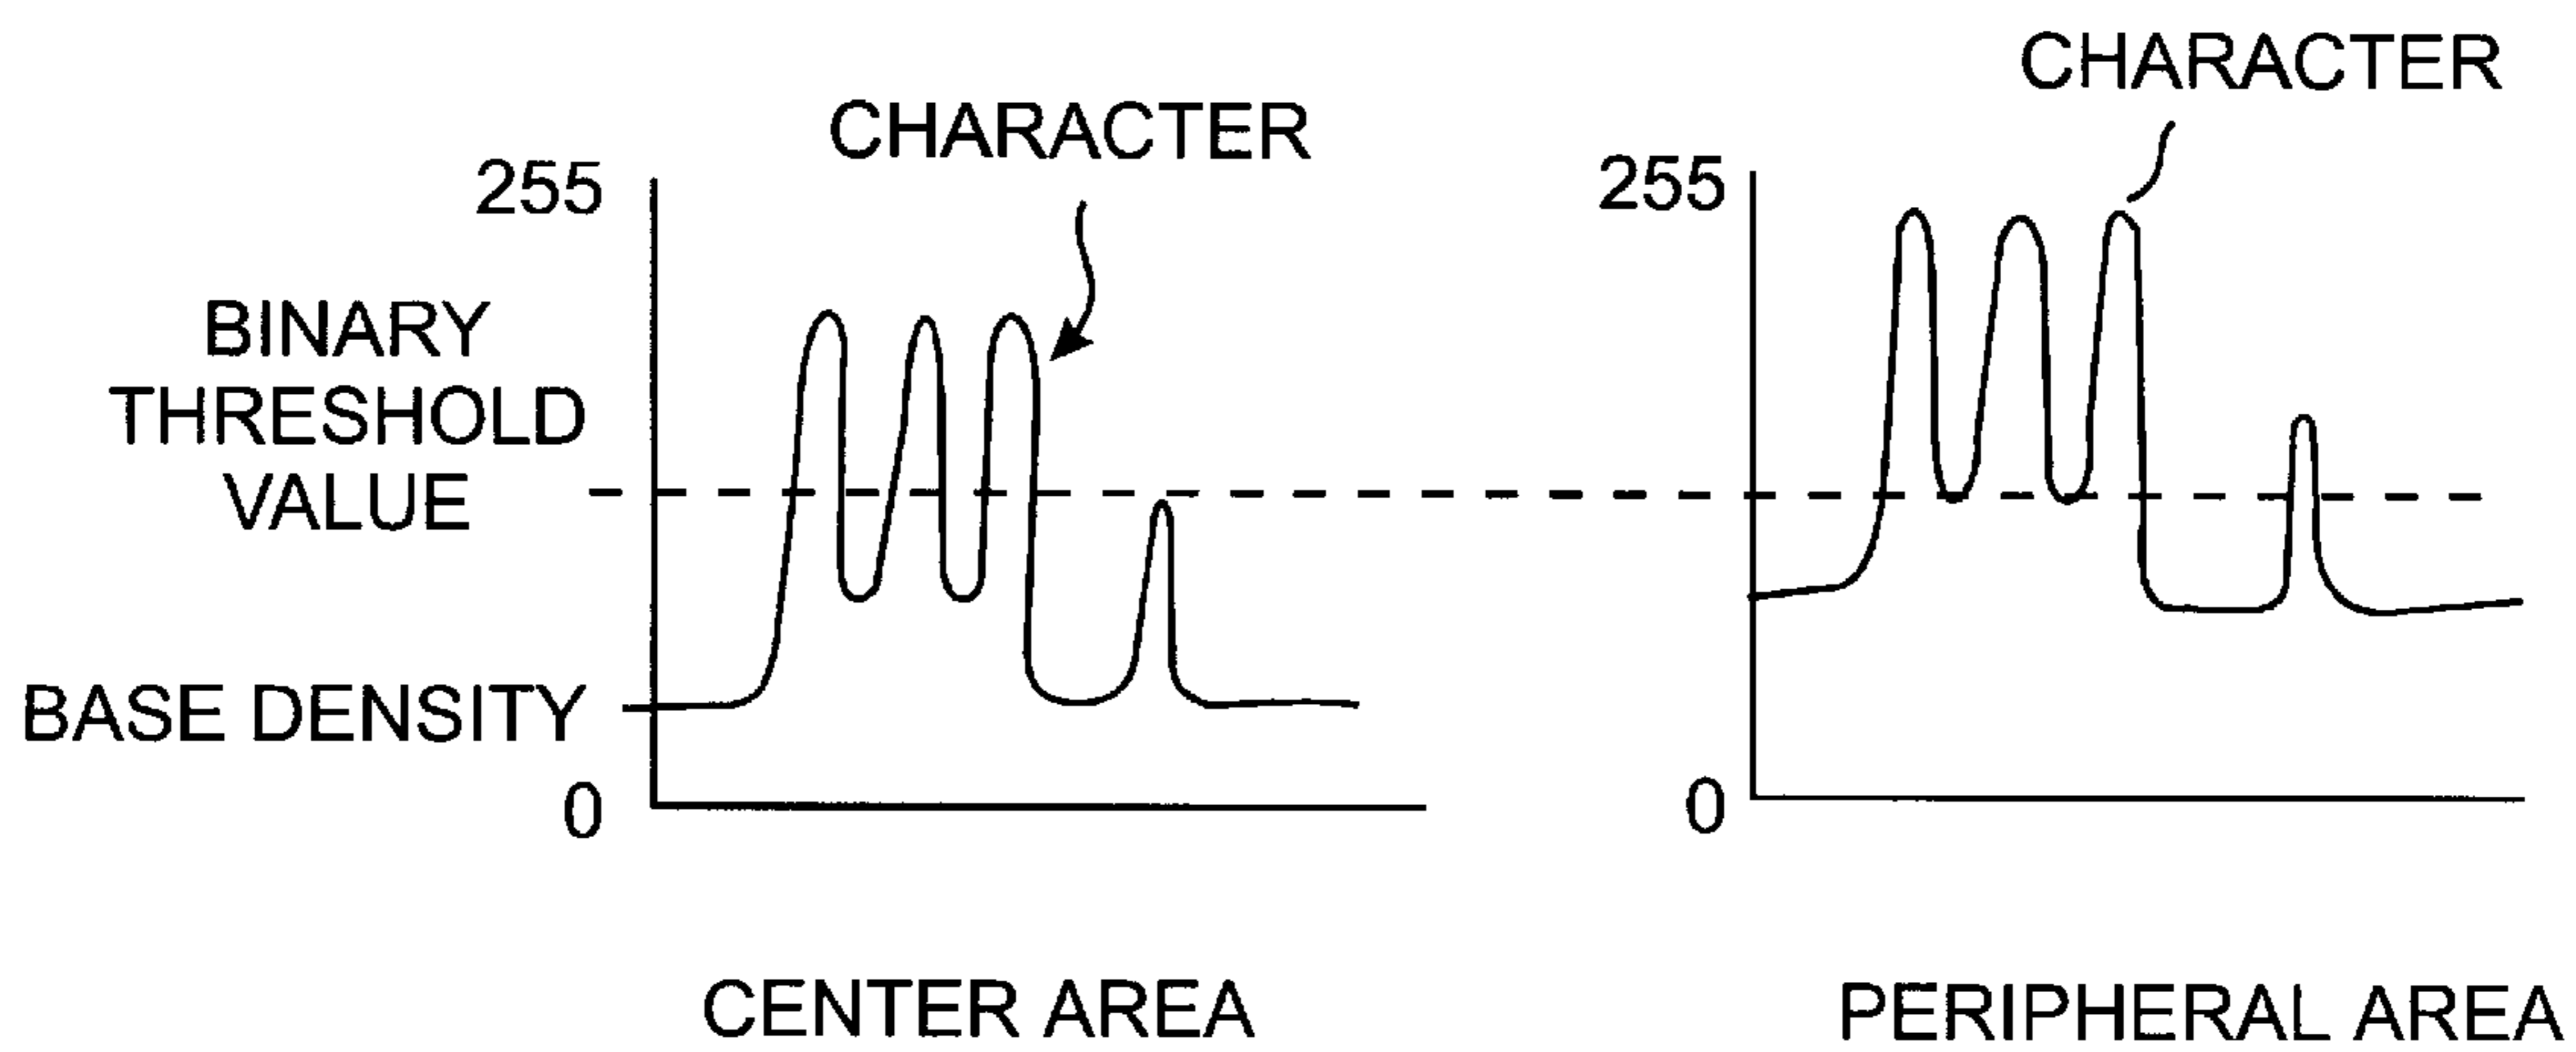 CHARACTER
255
BINARY
THRESHOLD
VALUE
BASE DENSITY
0
CENTER AREA
CHARACTER
255
0
PERIPHERAL AREA